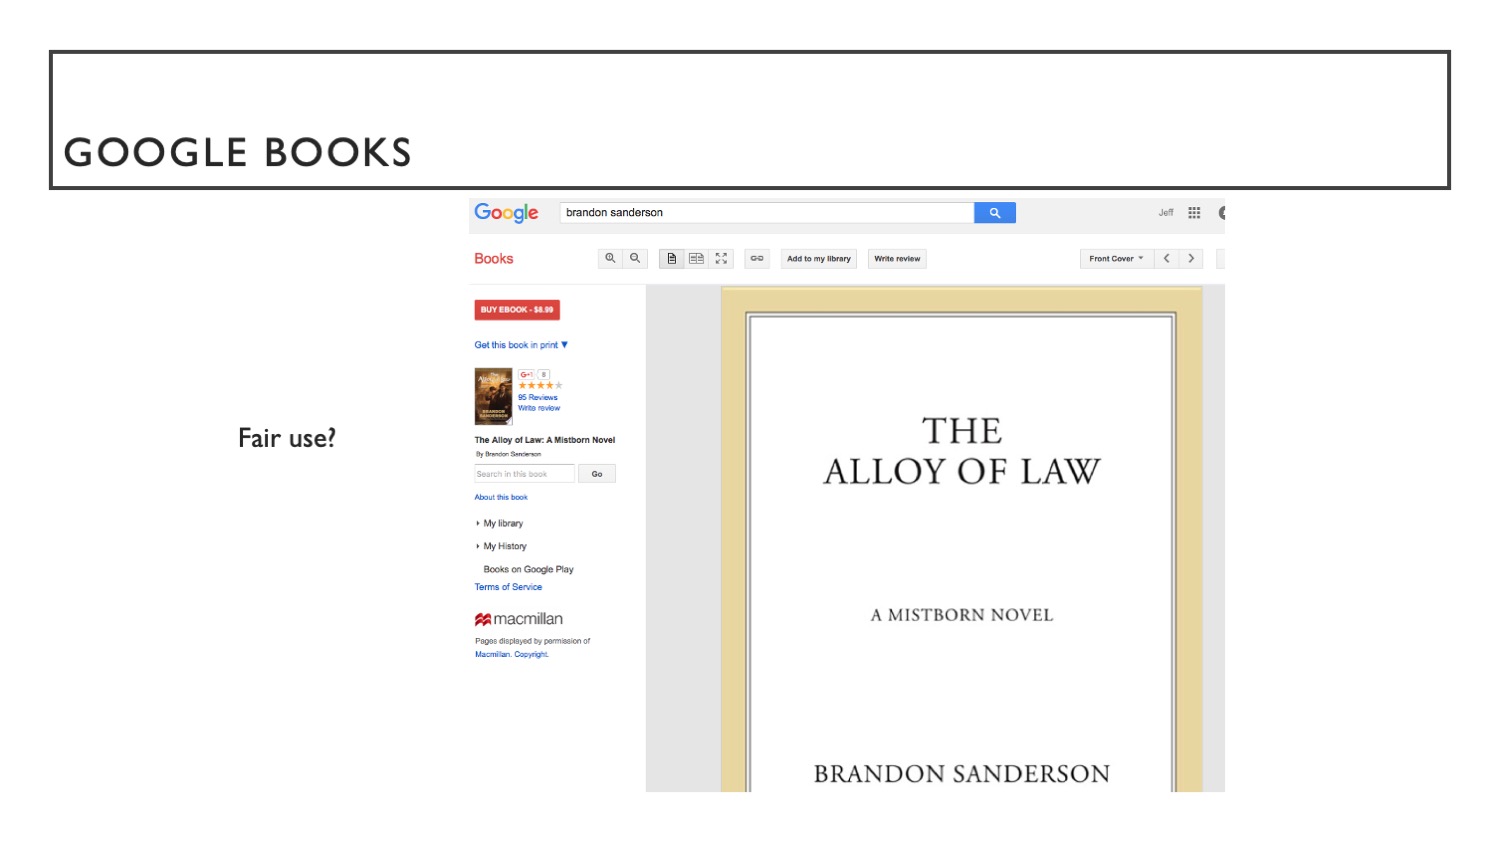 GOOGLE BOOKS
Google brandon sanderson Jeff
Books Add to my library Write review Front Cover
BUY EBOOK - $8.99
Get this book in print
G+1 8
95 Reviews
Write review
BRANDON
SANDERSON
Fair use?
The Alloy of Law: A Mistborn Novel
By Brandon Sanderson
Search in this book Go
About this book
My library
My History
Books on Google Play
Terms of Service
macmillan
Pages displayed by permission of
Macmillan. Copyright.
THE
ALLOY OF LAW
A MISTBORN NOVEL
BRANDON SANDERSON